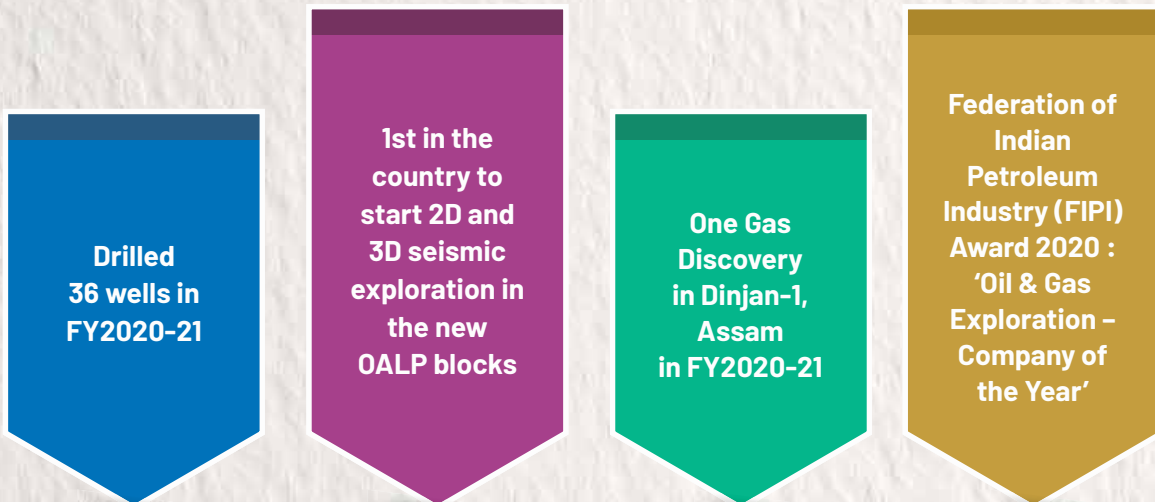 Drilled
36 wells in
FY2020-21
1st in the
country to
start 2D and
3D seismic
exploration in
the new
OALP blocks
One Gas
Discovery
in Dinjan-1,
Assam
in FY2020-21
Federation of
Indian
Petroleum
Industry (FIPI)
Award 2020 :
‘Oil & Gas
Exploration –
Company of
the Year’